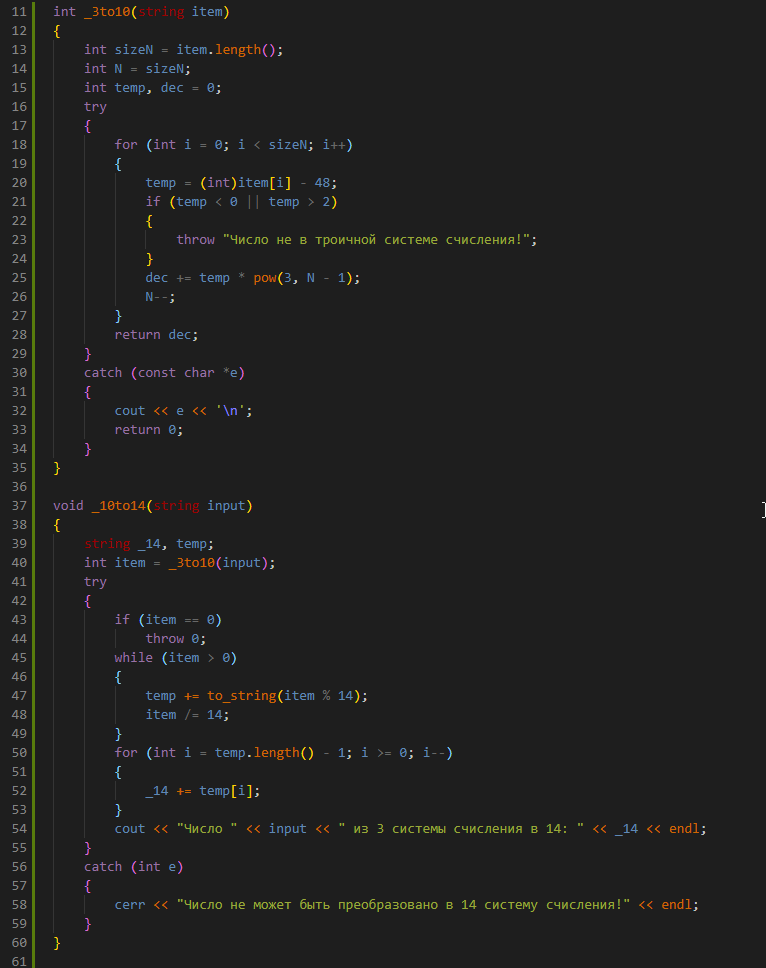 11 int _3to10(string item)
12 {
13     int sizeN = item.length();
14     int N = sizeN;
15     int temp, dec = 0;
16     try
17     {
18         for (int i = 0; i < sizeN; i++)
19         {
20             temp = (int)item[i] - 48;
21             if (temp < 0 || temp > 2)
22             {
23                 throw "Число не в троичной системе счисления!";
24             }
25             dec += temp * pow(3, N - 1);
26             N--;
27         }
28         return dec;
29     }
30     catch (const char *e)
31     {
32         cout << e << '\n';
33         return 0;
34     }
35 }
36
37 void _10to14(string input)
38 {
39     string _14, temp;
40     int item = _3to10(input);
41     try
42     {
43         if (item == 0)
44             throw 0;
45         while (item > 0)
46         {
47             temp += to_string(item % 14);
48             item /= 14;
49         }
50         for (int i = temp.length() - 1; i >= 0; i--)
51         {
52             _14 += temp[i];
53         }
54         cout << "Число " << input << " из 3 системы счисления в 14: " << _14 << endl;
55     }
56     catch (int e)
57     {
58         cerr << "Число не может быть преобразовано в 14 систему счисления!" << endl;
59     }
60 }
61